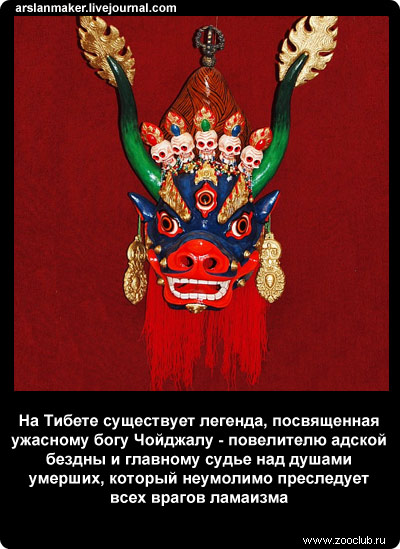 arslanmaker.livejournal.com
На Тибете существует легенда, посвященная
ужасному богу Чойджалу - повелителю адской
бездны и главному судье над душами
умерших, который неумолимо преследует
всех врагов ламаизма
www.zooclub.ru